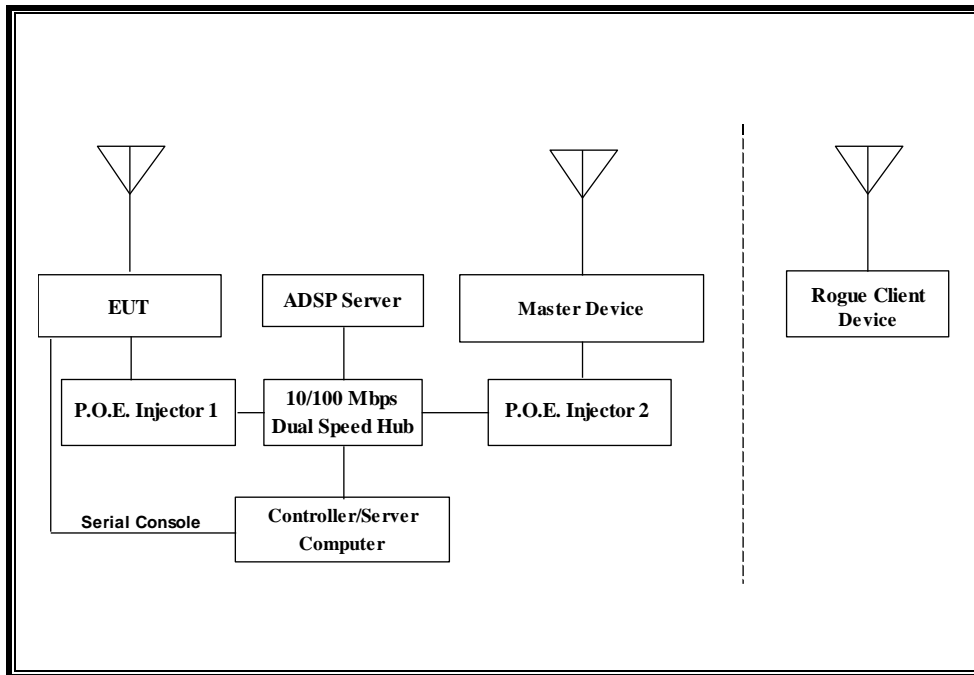 EUT
ADSP Server
Master Device
Rogue Client
Device
P.O.E. Injector 1
10/100 Mbps
Dual Speed Hub
P.O.E. Injector 2
Serial Console
Controller/Server
Computer